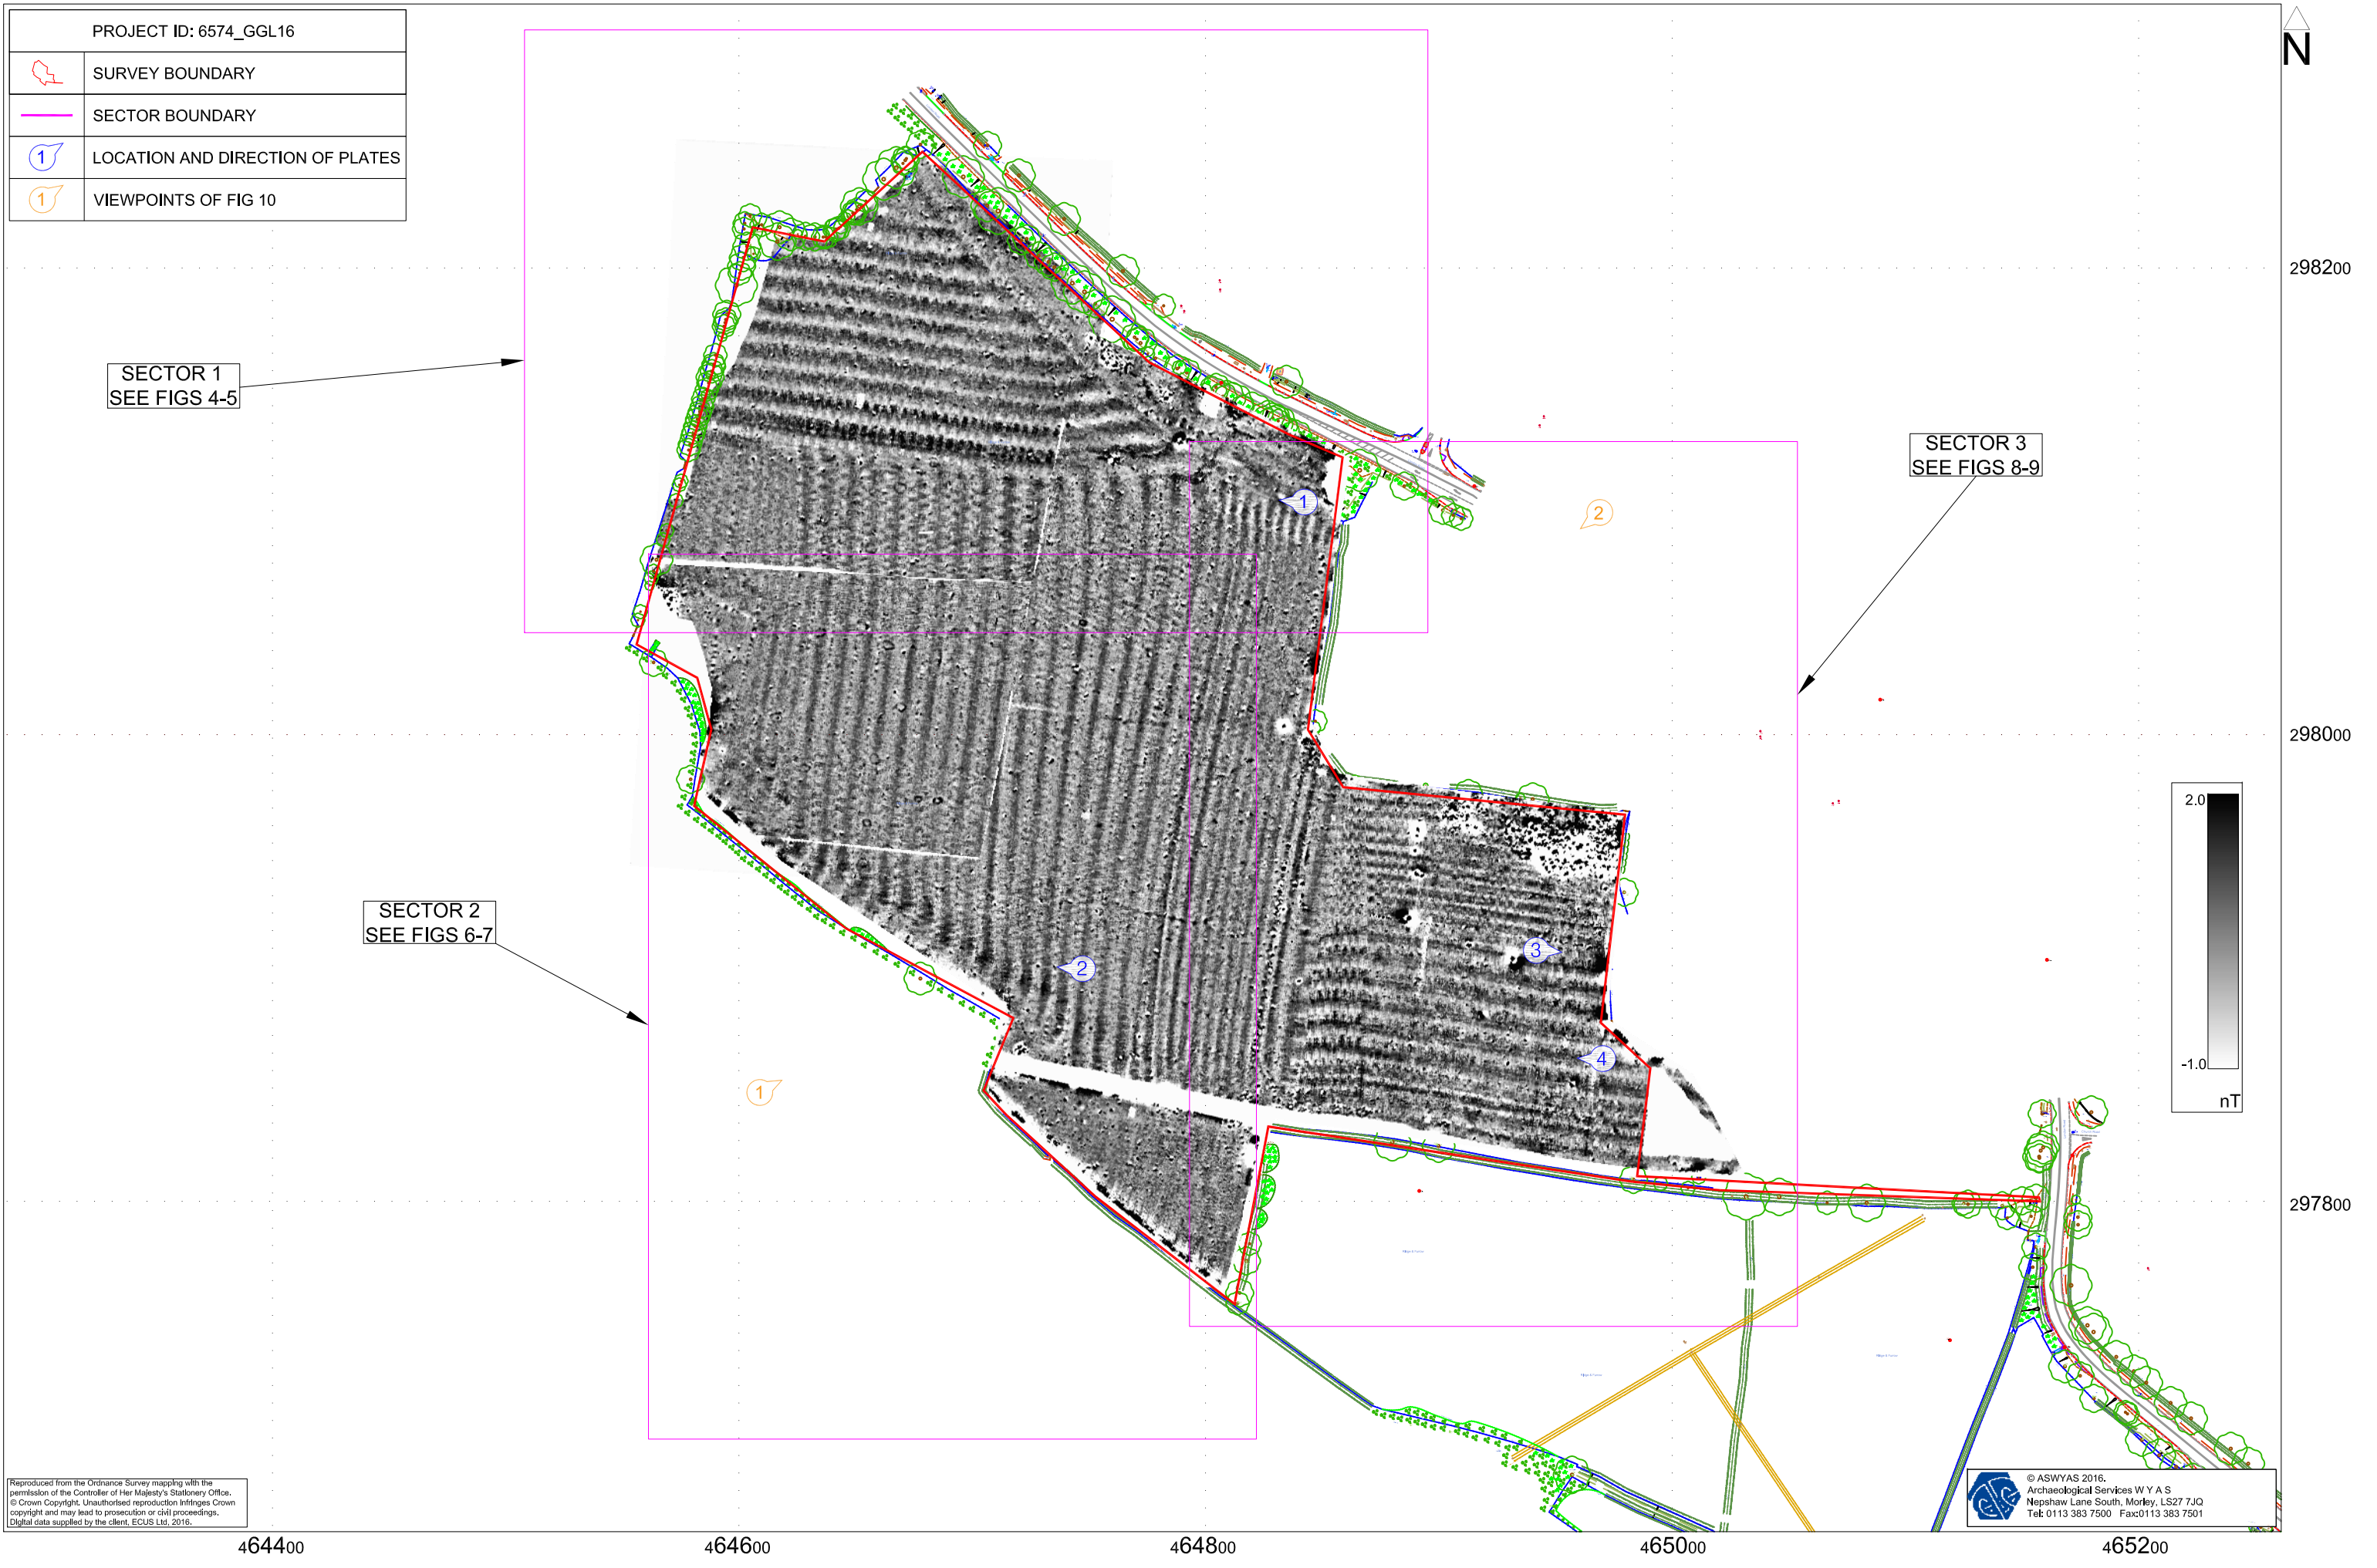 PROJECT ID: 6574_GGL16
SURVEY BOUNDARY
SECTOR BOUNDARY
1
LOCATION AND DIRECTION OF PLATES
1
VIEWPOINTS OF FIG 10
N
298200
SECTOR 1
SEE FIGS 4-5
SECTOR 3
SEE FIGS 8-9
1
2
298000
2.0
-1.0
nT
SECTOR 2
SEE FIGS 6-7
3
2
4
1
297800
Reproduced from the Ordnance Survey mapping with the
permission of the Controller of Her Majesty's Stationery Office.
© Crown Copyright. Unauthorised reproduction infringes Crown
copyright and may lead to prosecution or civil proceedings.
Digital data supplied by the client, ECUS Ltd, 2016.
© ASWYAS 2016.
Archaeological Services W Y A S
Nepshaw Lane South, Morley, LS27 7JQ
Tel: 0113 383 7500 Fax:0113 383 7501
464400
464600
464800
465000
465200